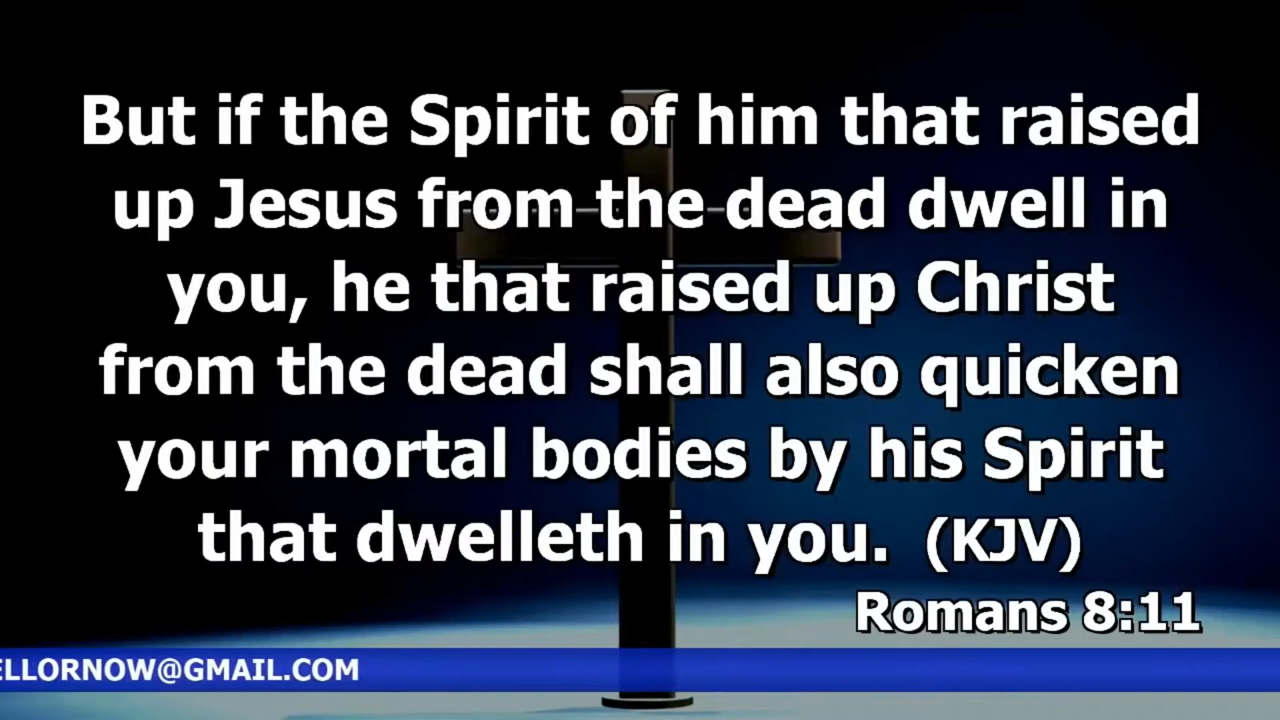 But if the Spirit of him that raised
up Jesus from the dead dwell in
you, he that raised up Christ
from the dead shall also quicken
your mortal bodies by his Spirit
that dwelleth in you. (KJV)
Romans 8:11
ELLORNOW@GMAIL.COM